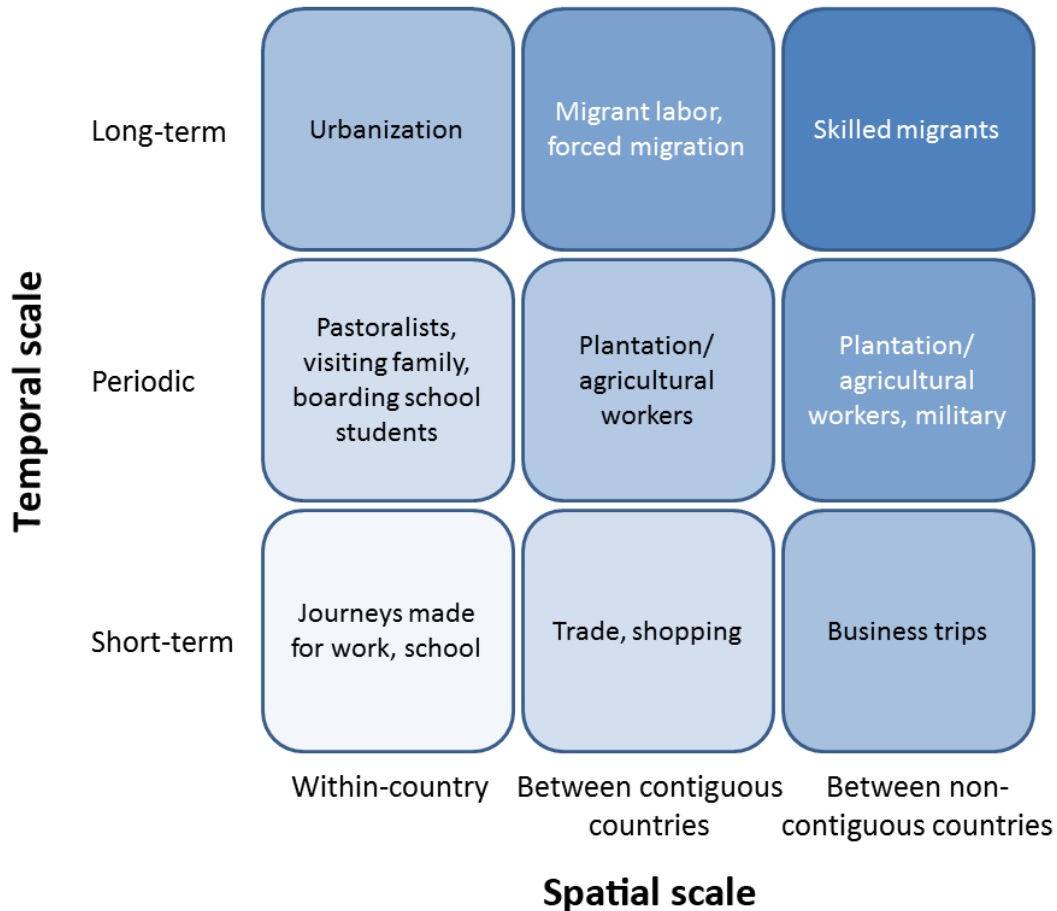 Temporal scale
Long-term
Urbanization
Migrant labor,
forced migration
Skilled migrants
Periodic
Pastoralists,
visiting family,
boarding school
students
Plantation/
agricultural
workers
Plantation/
agricultural
workers, military
Short-term
Journeys made
for work, school
Trade, shopping
Business trips
Within-country
Between contiguous
countries
Between non-
contiguous countries
Spatial scale